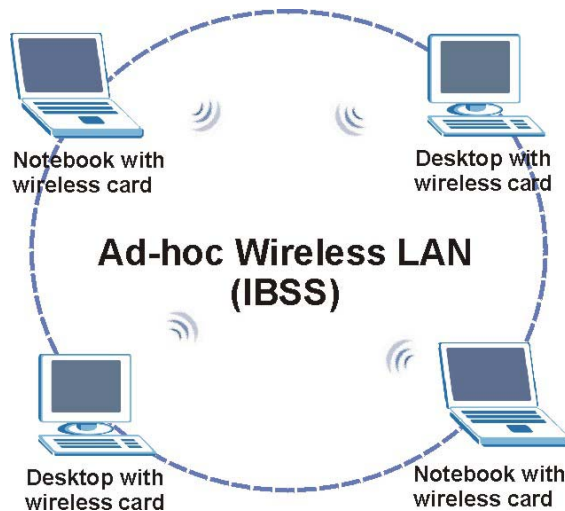 Notebook with
wireless card
Desktop with
wireless card
Ad-hoc Wireless LAN
(IBSS)
Desktop with
wireless card
Notebook with
wireless card